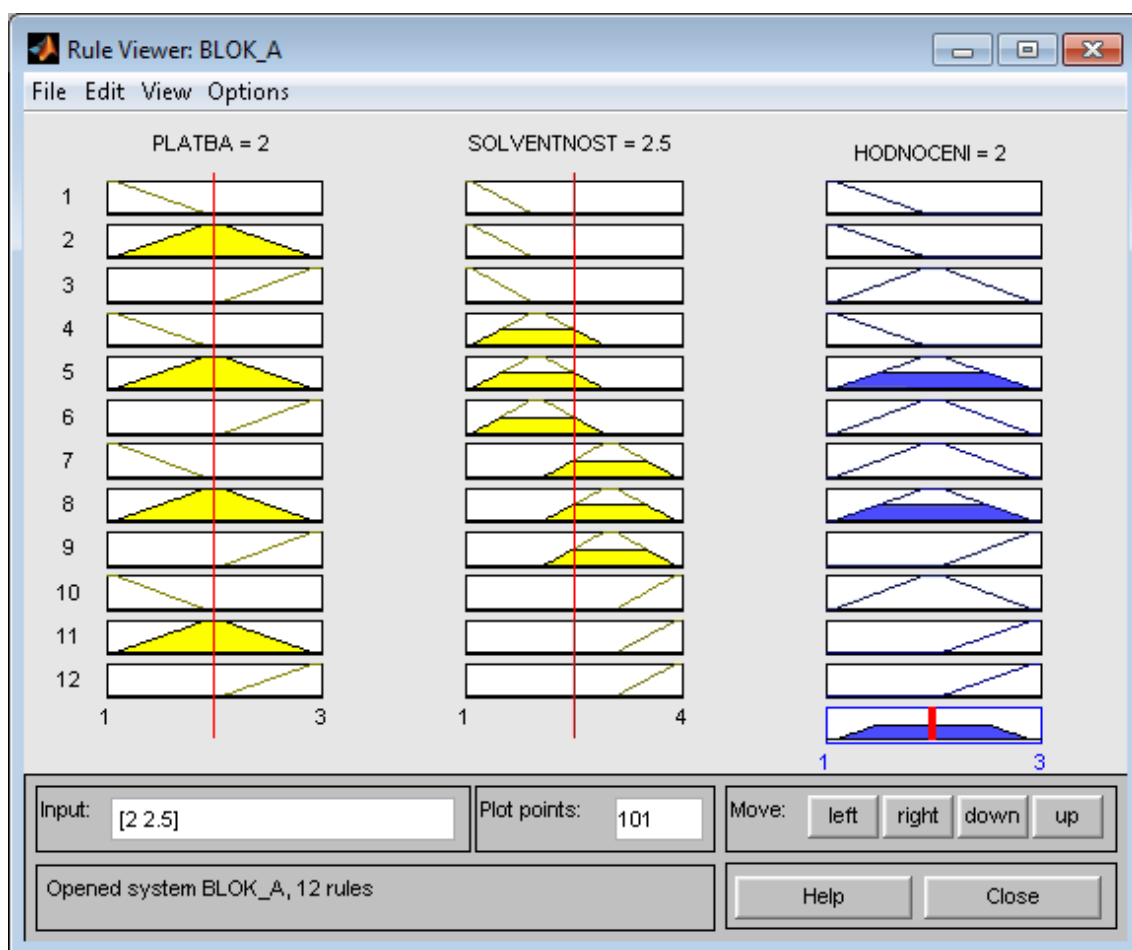 Rule Viewer: BLOK_A
File Edit View Options
PLATBA = 2
SOLVENTNOST = 2.5
HODNOCENI = 2
1
2
3
4
5
6
7
8
9
10
11
12
1 3
1 4
1 3
Input: [2 2.5]
Plot points: 101
Move: left right down up
Opened system BLOK_A, 12 rules
Help Close